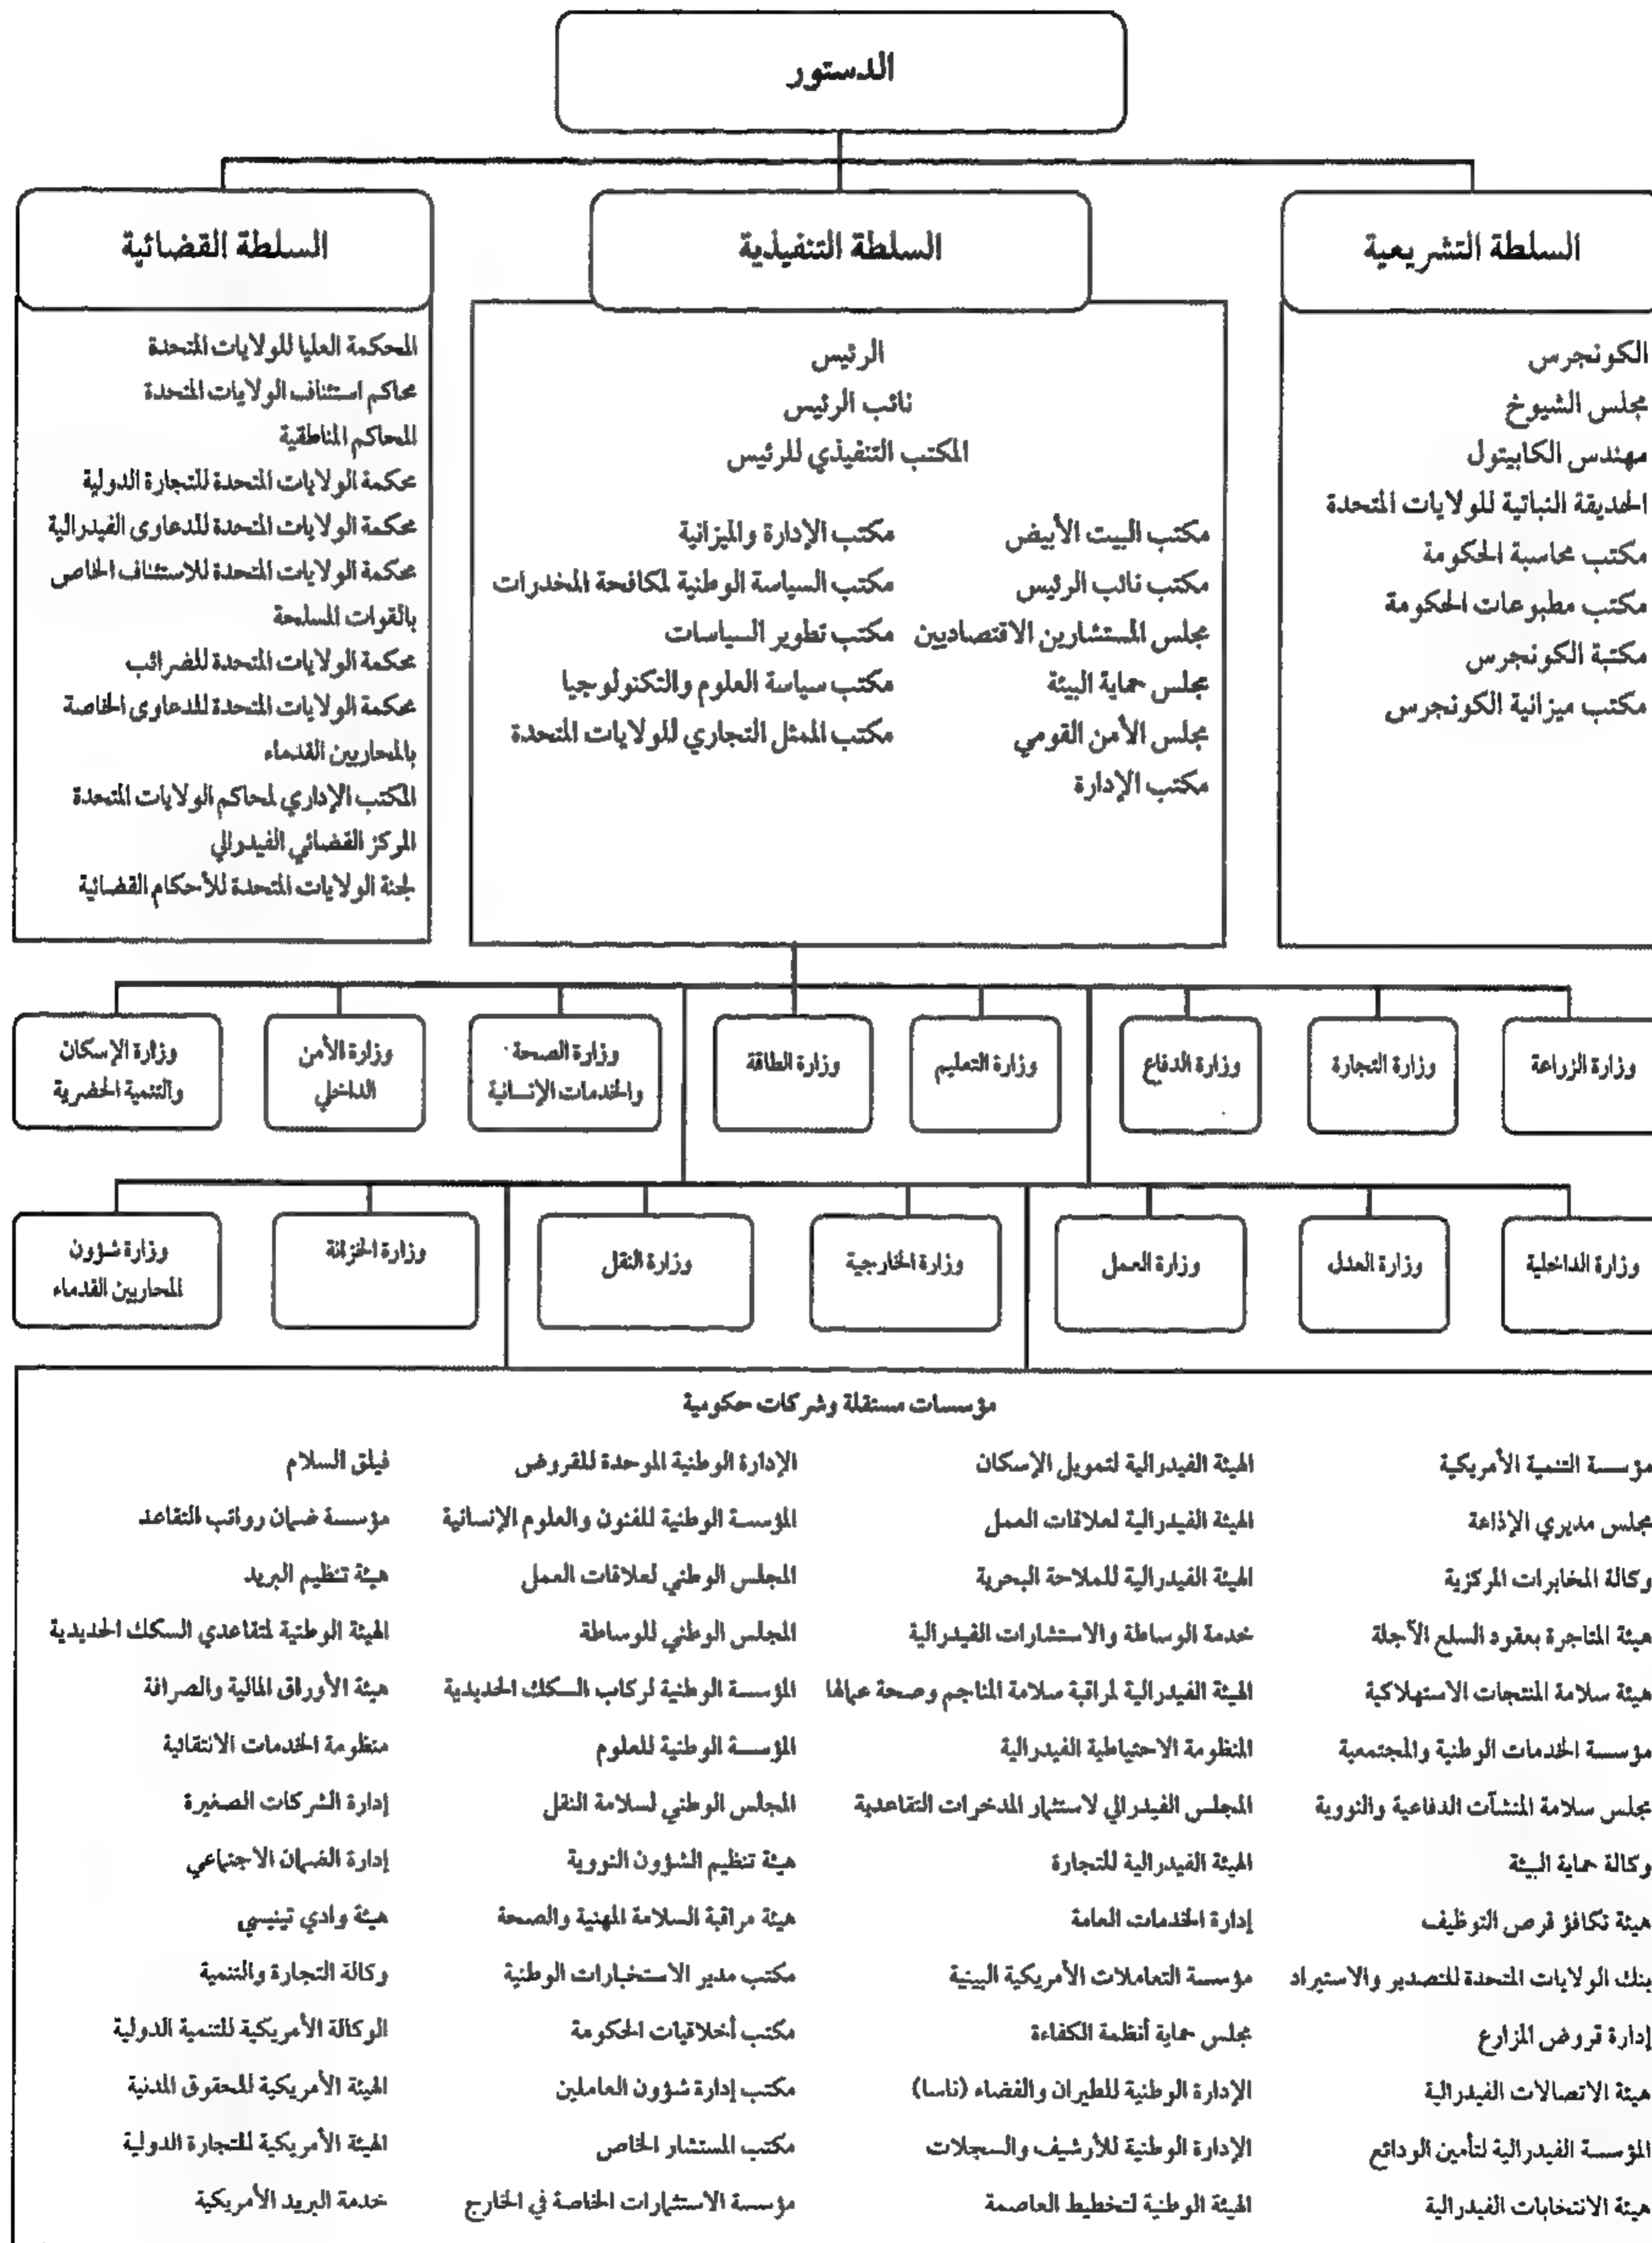 الدستور
السلطة التشريعية
الكونجرس
مجلس الشيوخ
مهندس الكابيتول
الحديقة النباتية للولايات المتحدة
مكتب محاسبة الحكومة
مكتب مطبوعات الحكومة
مكتبة الكونجرس
مكتب ميزانية الكونجرس
السلطة التنفيذية
الرئيس
نائب الرئيس
المكتب التنفيذي للرئيس
مكتب البيت الأبيض
مكتب نائب الرئيس
مجلس المستشارين الاقتصاديين
مجلس حماية البيئة
مجلس الأمن القومي
مكتب الإدارة
مكتب الإدارة والميزانية
مكتب السياسة الوطنية لمكافحة المخدرات
مكتب تطوير السياسات
مكتب سياسة العلوم والتكنولوجيا
مكتب الممثل التجاري للولايات المتحدة
السلطة القضائية
المحكمة العليا للولايات المتحدة
محاكم استئناف الولايات المتحدة
المحاكم المناطقية
محكمة الولايات المتحدة للتجارة الدولية
محكمة الولايات المتحدة للدعاوى الفيدرالية
محكمة الولايات المتحدة للاستئناف الخاص
بالقوات المسلحة
محكمة الولايات المتحدة للضرائب
محكمة الولايات المتحدة للدعاوى الخاصة
بالمحاربين القدماء
المكتب الإداري لمحاكم الولايات المتحدة
المركز القضائي الفيدرالي
لجنة الولايات المتحدة للأحكام القضائية
وزارة الزراعة
وزارة التجارة
وزارة الدفاع
وزارة التعليم
وزارة الطاقة
وزارة الصحة
والخدمات الإنسانية
وزارة الأمن
الداخلي
وزارة الإسكان
والتنمية الحضرية
وزارة الداخلية
وزارة العدل
وزارة العمل
وزارة الخارجية
وزارة النقل
وزارة الخزانة
وزارة شؤون
المحاربين القدماء
مؤسسات مستقلة وشركات حكومية
مؤسسة التنمية الأمريكية
مجلس مديري الإذاعة
وكالة المخابرات المركزية
هيئة المتاجرة بعقود السلع الآجلة
هيئة سلامة المنتجات الاستهلاكية
مؤسسة الخدمات الوطنية والمجتمعية
مجلس سلامة المنشآت الدفاعية والنووية
وكالة حماية البيئة
هيئة تكافؤ فرص التوظيف
بنك الولايات المتحدة للتصدير والاستيراد
إدارة قروض المزارع
هيئة الاتصالات الفيدرالية
المؤسسة الفيدرالية لتأمين الودائع
هيئة الانتخابات الفيدرالية
الهيئة الفيدرالية لتمويل الإسكان
الهيئة الفيدرالية لعلاقات العمل
الهيئة الفيدرالية للملاحة البحرية
خدمة الوساطة والاستشارات الفيدرالية
الهيئة الفيدرالية لمراقبة سلامة المناجم وصحة عمالها
المنظومة الاحتياطية الفيدرالية
المجلس الفيدرالي لاستثمار المدخرات التقاعدية
الهيئة الفيدرالية للتجارة
إدارة الخدمات العامة
مؤسسة التعاملات الأمريكية البينية
مجلس حماية أنظمة الكفاءة
الإدارة الوطنية للطيران والفضاء (ناسا)
الإدارة الوطنية للأرشيف والسجلات
الهيئة الوطنية لتخطيط العاصمة
الإدارة الوطنية الموحدة للقروض
المؤسسة الوطنية للفنون والعلوم الإنسانية
المجلس الوطني لعلاقات العمل
المجلس الوطني للوساطة
المؤسسة الوطنية لركاب السكك الحديدية
المؤسسة الوطنية للعلوم
المجلس الوطني لسلامة النقل
هيئة تنظيم الشؤون النووية
هيئة مراقبة السلامة المهنية والصحة
مكتب مدير الاستخبارات الوطنية
مكتب أخلاقيات الحكومة
مكتب إدارة شؤون العاملين
مكتب المستشار الخاص
مؤسسة الاستثمارات الخاصة في الخارج
فيلق السلام
مؤسسة ضمان رواتب التقاعد
هيئة تنظيم البريد
الهيئة الوطنية لمتقاعدي السكك الحديدية
هيئة الأوراق المالية والصرافة
منظومة الخدمات الانتقائية
إدارة الشركات الصغيرة
إدارة الضمان الاجتماعي
هيئة وادي تينيسي
وكالة التجارة والتنمية
الوكالة الأمريكية للتنمية الدولية
الهيئة الأمريكية للحقوق المدنية
الهيئة الأمريكية للتجارة الدولية
خدمة البريد الأمريكية